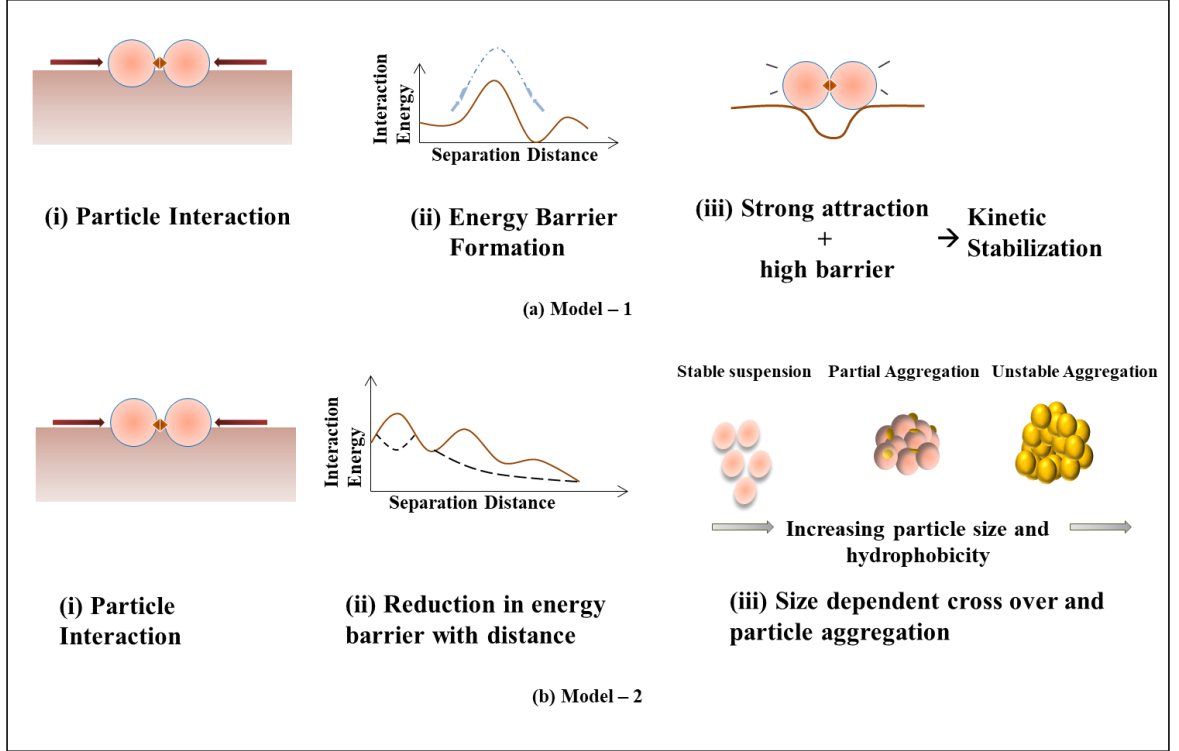 Interaction
Energy
Separation Distance
(i) Particle Interaction
(ii) Energy Barrier
Formation
(iii) Strong attraction
+
high barrier
→ Kinetic
Stabilization
(a) Model – 1
Interaction
Energy
Separation Distance
Stable suspension
Partial Aggregation
Unstable Aggregation
Increasing particle size and
hydrophobicity
(i) Particle
Interaction
(ii) Reduction in energy
barrier with distance
(iii) Size dependent cross over and
particle aggregation
(b) Model – 2